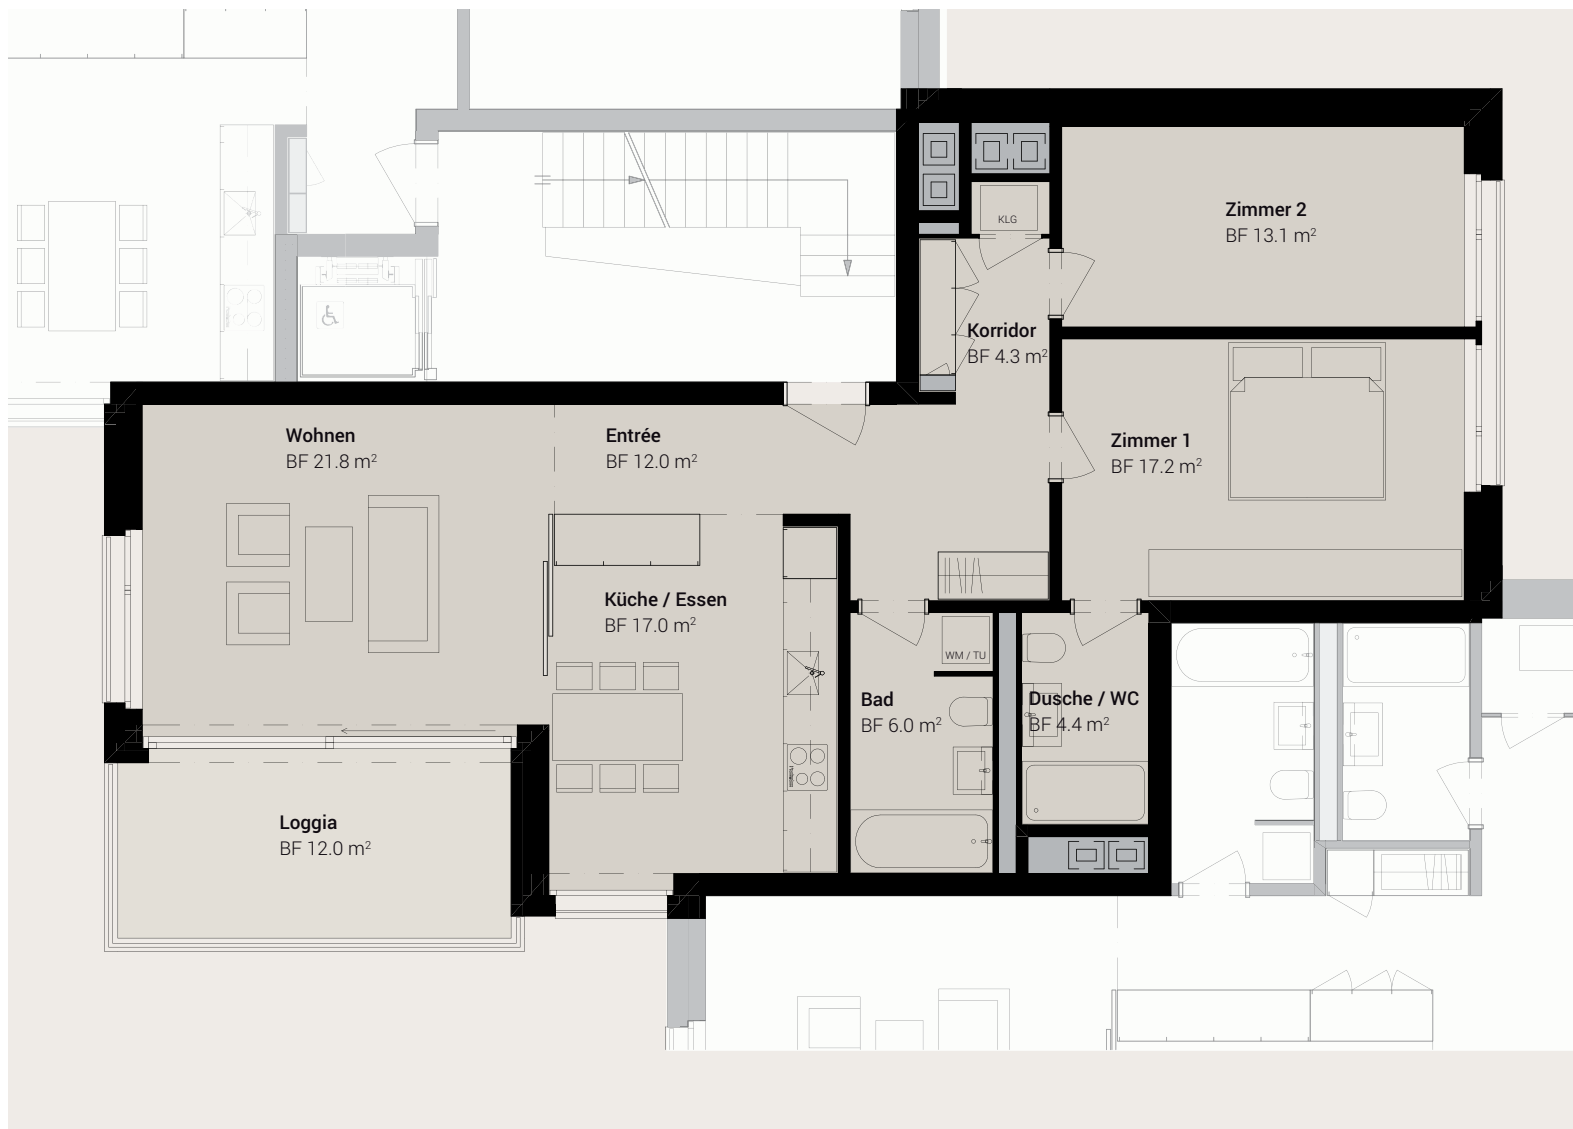 Zimmer 2
BF 13.1 m²
KLG
Korridor
BF 4.3 m²
Wohnen
BF 21.8 m²
Entrée
BF 12.0 m²
Zimmer 1
BF 17.2 m²
Küche / Essen
BF 17.0 m²
WM / TU
Bad
BF 6.0 m²
Dusche / WC
BF 4.4 m²
Loggia
BF 12.0 m²